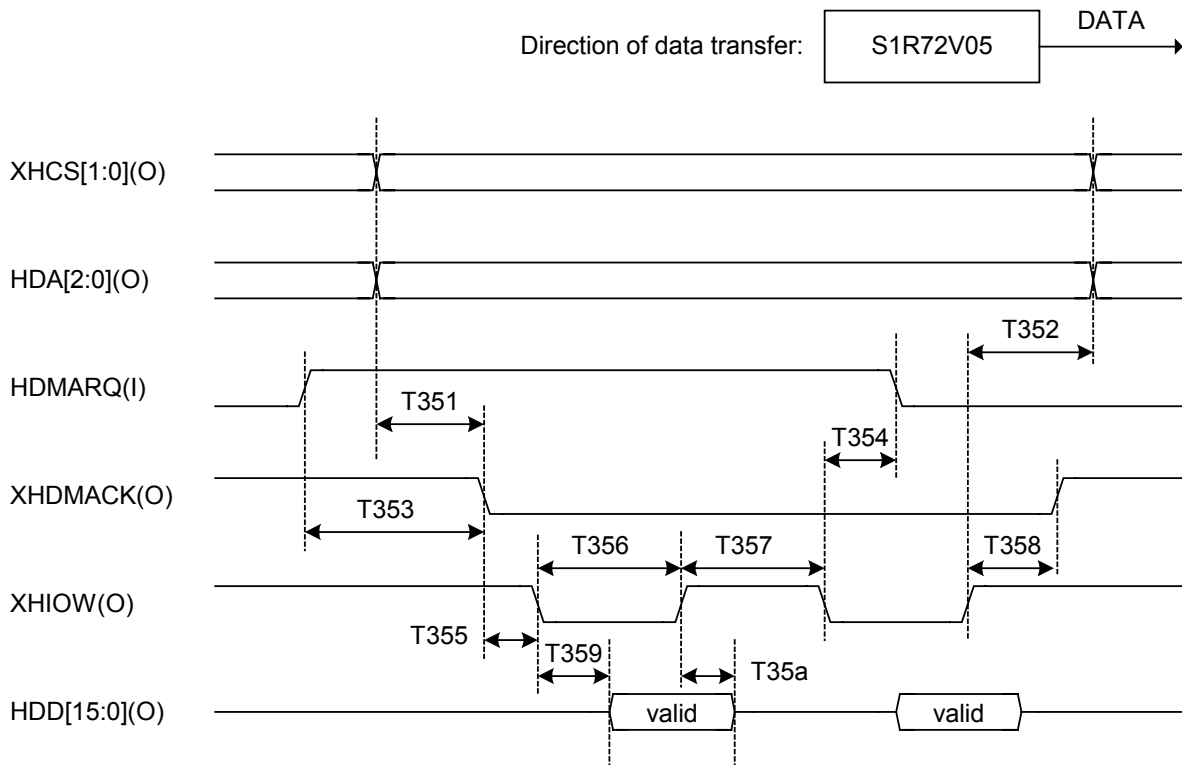 DATA
Direction of data transfer: S1R72V05
XHCS[1:0](O)
HDA[2:0](O)
T352
HDMARQ(I)
T351
T354
XHDMACK(O)
T353
T356 T357 T358
XHIOW(O)
T355 T359 T35a
HDD[15:0](O) valid valid